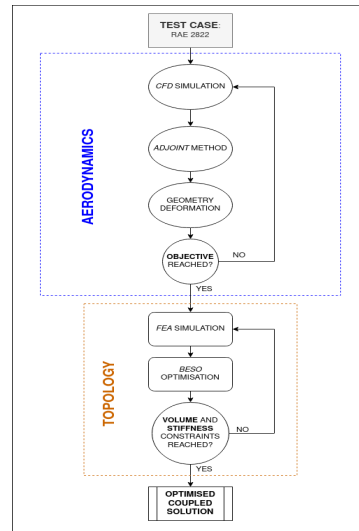 TEST CASE:
RAE 2822
CFD SIMULATION
ADJOINT METHOD
GEOMETRY
DEFORMATION
OBJECTIVE
REACHED?
NO
YES
AERODYNAMICS
FEA SIMULATION
BESO
OPTIMISATION
VOLUME AND
STIFFNESS
CONSTRAINTS
REACHED?
NO
YES
TOPOLOGY
OPTIMISED
COUPLED
SOLUTION